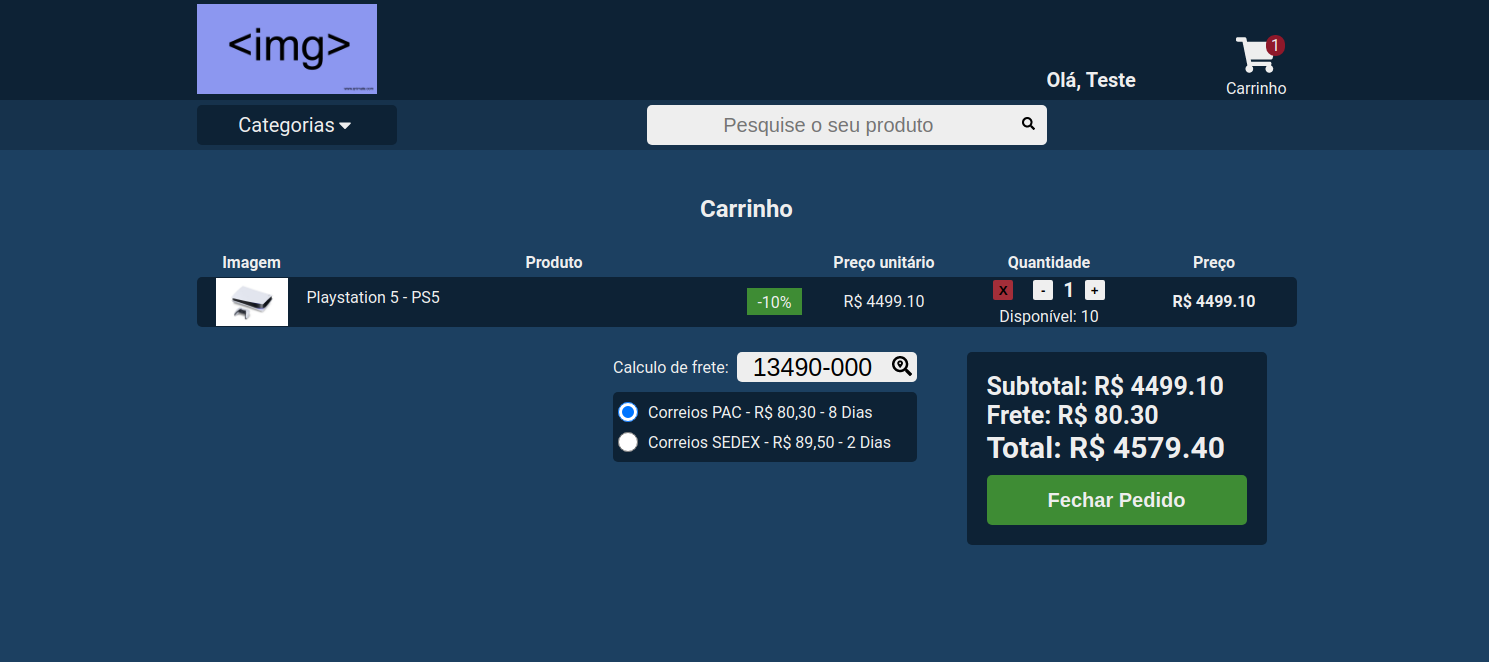 <img>
Olá, Teste
1
Carrinho
Categorias
Pesquise o seu produto
Carrinho
Imagem Produto Preço unitário Quantidade Preço
Playstation 5 - PS5 -10% R$ 4499.10 X - 1 + R$ 4499.10
Disponível: 10
Calculo de frete: 13490-000
Correios PAC - R$ 80,30 - 8 Dias
Correios SEDEX - R$ 89,50 - 2 Dias
Subtotal: R$ 4499.10
Frete: R$ 80.30
Total: R$ 4579.40
Fechar Pedido